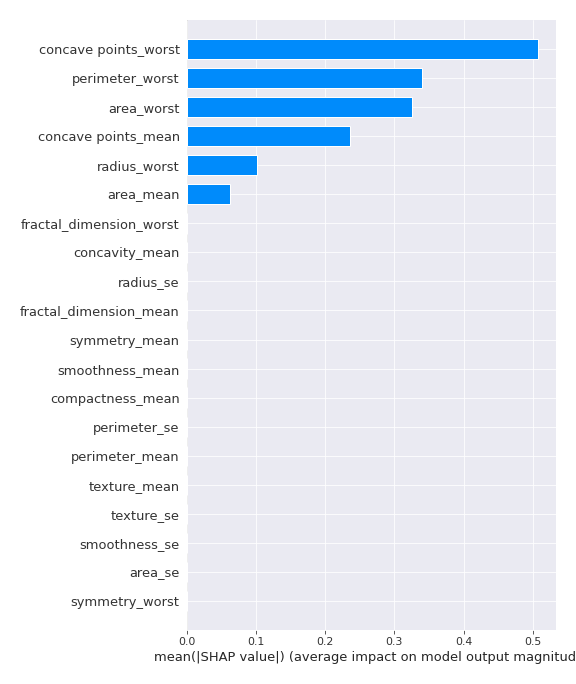 concave points_worst
perimeter_worst
area_worst
concave points_mean
radius_worst
area_mean
fractal_dimension_worst
concavity_mean
radius_se
fractal_dimension_mean
symmetry_mean
smoothness_mean
compactness_mean
perimeter_se
perimeter_mean
texture_mean
texture_se
smoothness_se
area_se
symmetry_worst
0.0 0.1 0.2 0.3 0.4 0.5
mean(|SHAP value|) (average impact on model output magnitud